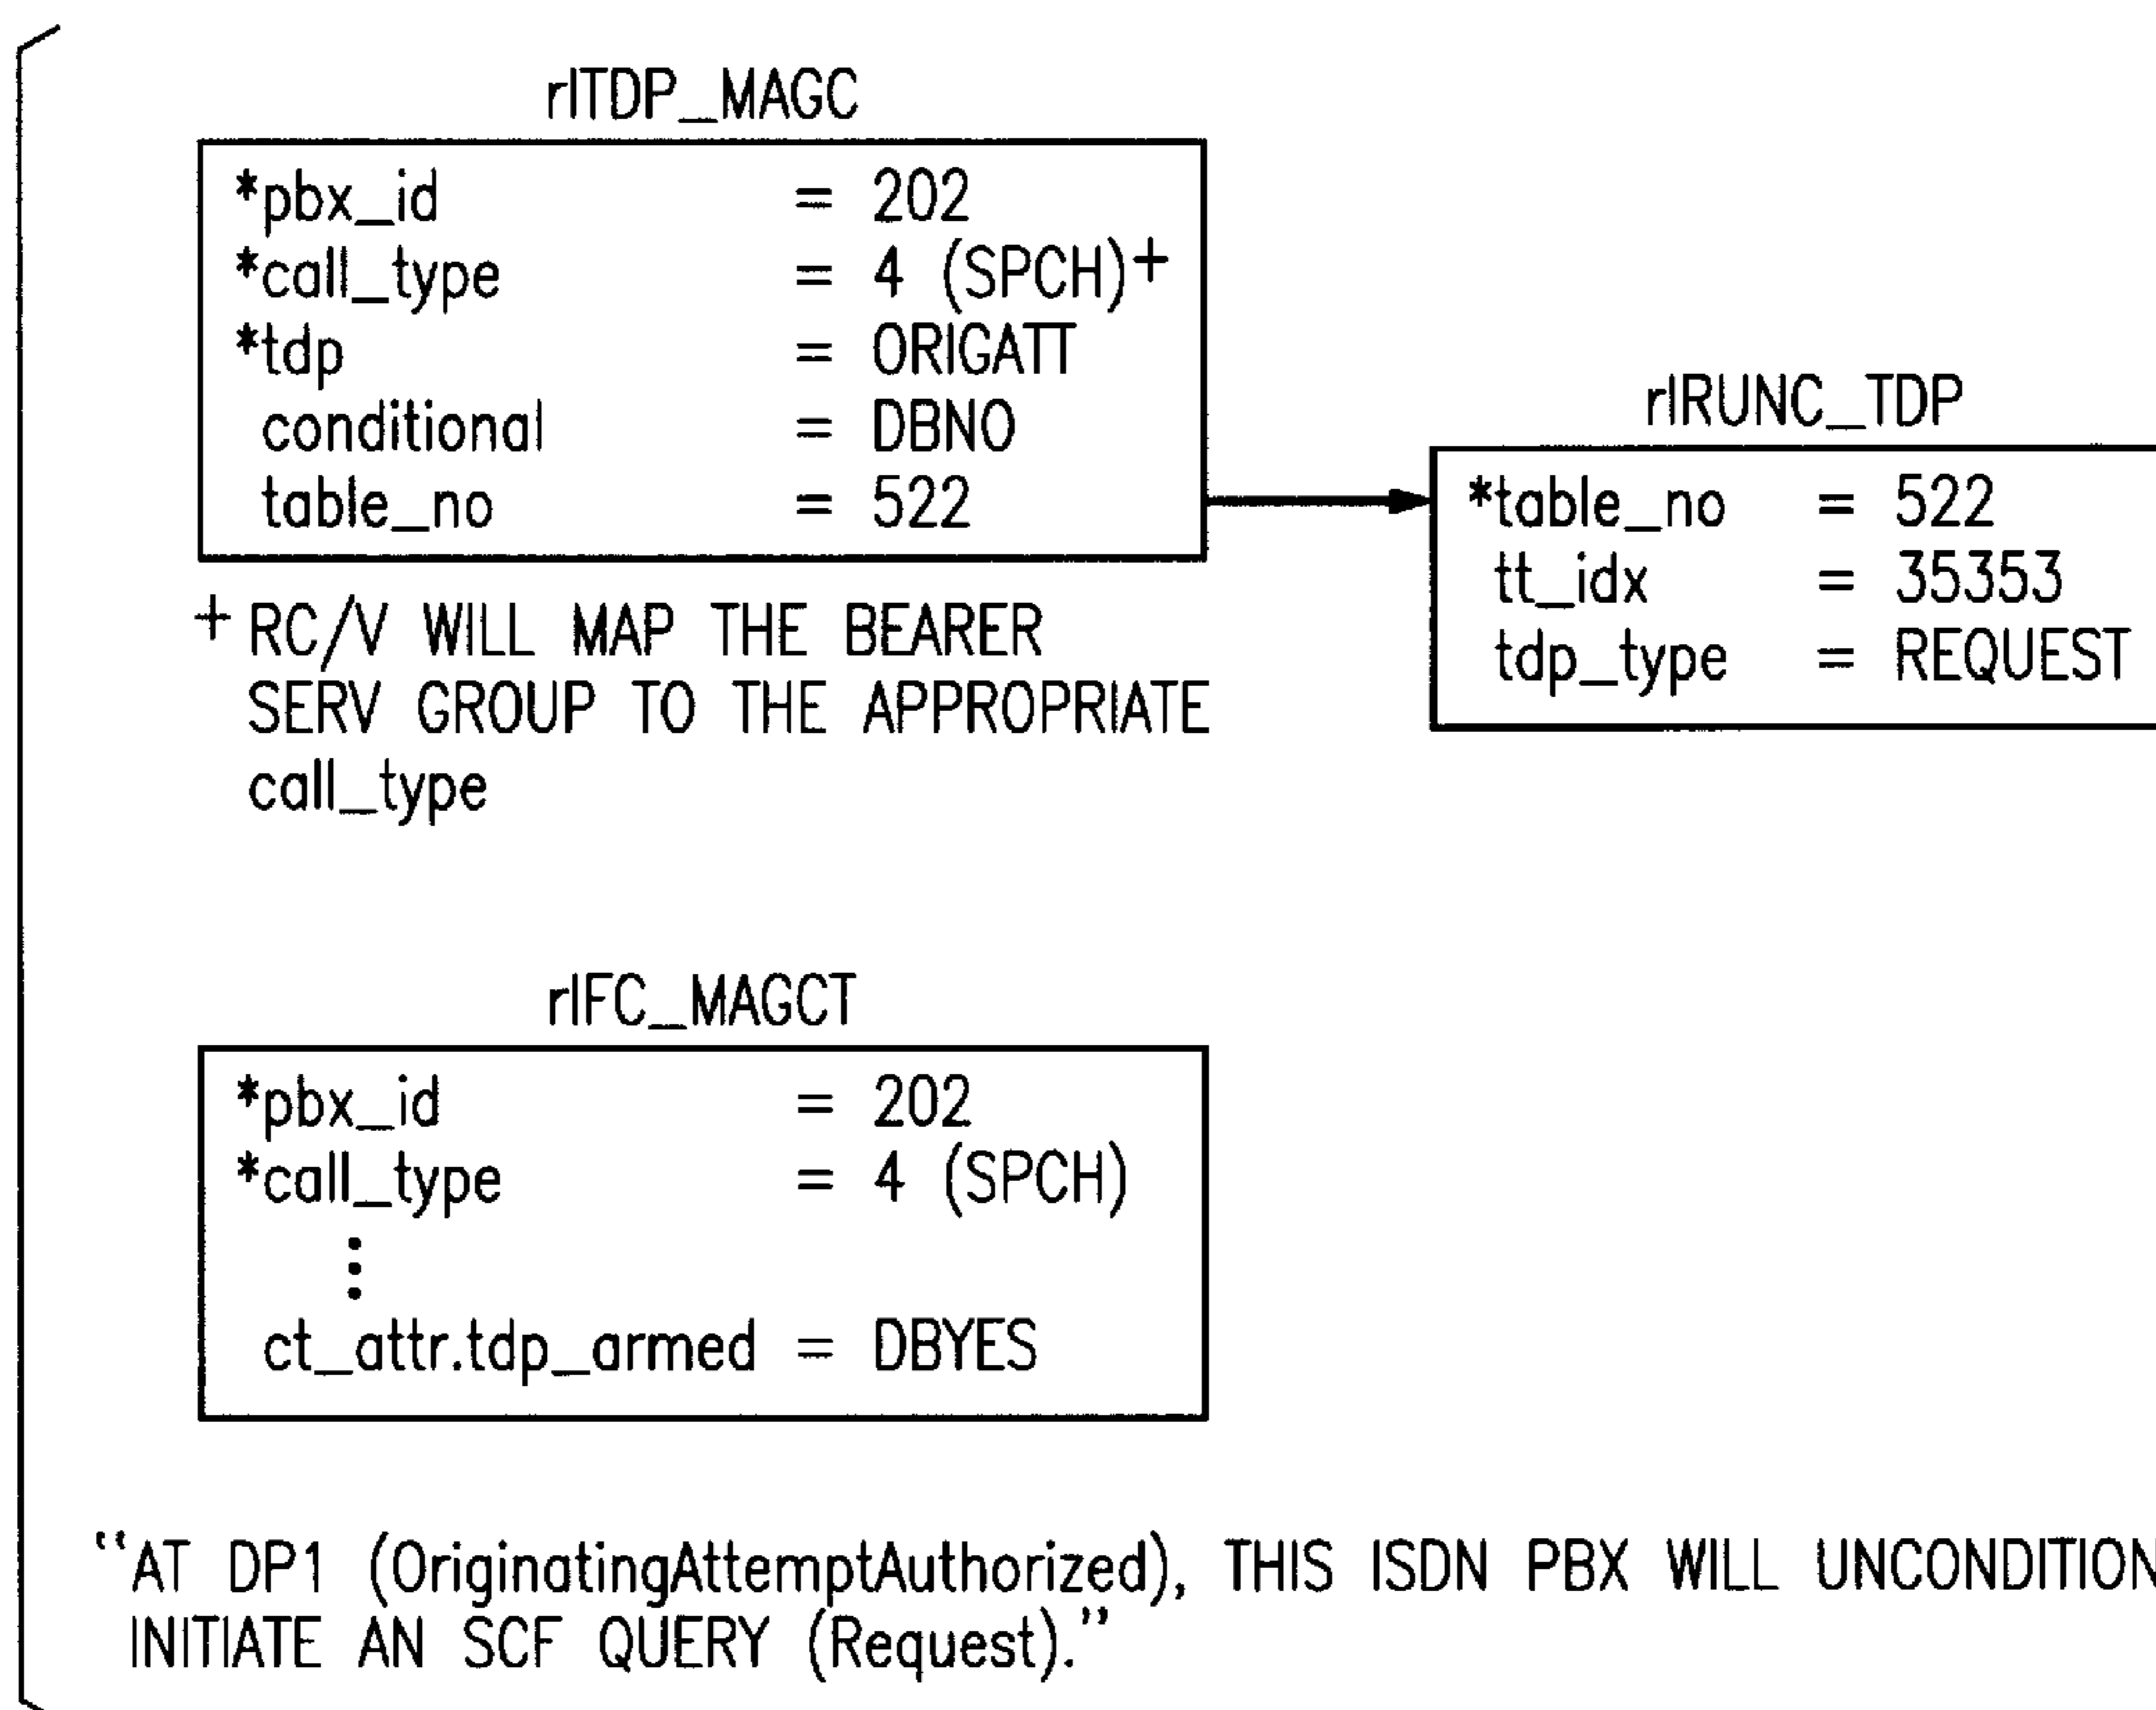 rlTDP_MAGC
*pbx_id = 202
*call_type = 4 (SPCH)+
*tdp = ORIGATT
conditional = DBNO
table_no = 522
+ RC/V WILL MAP THE BEARER
SERV GROUP TO THE APPROPRIATE
call_type
rlRUNC_TDP
*table_no = 522
tt_idx = 35353
tdp_type = REQUEST
rlFC_MAGCT
*pbx_id = 202
*call_type = 4 (SPCH)
⋮
ct_attr.tdp_armed = DBYES
“AT DP1 (OriginatingAttemptAuthorized), THIS ISDN PBX WILL UNCONDITION
INITIATE AN SCF QUERY (Request).”